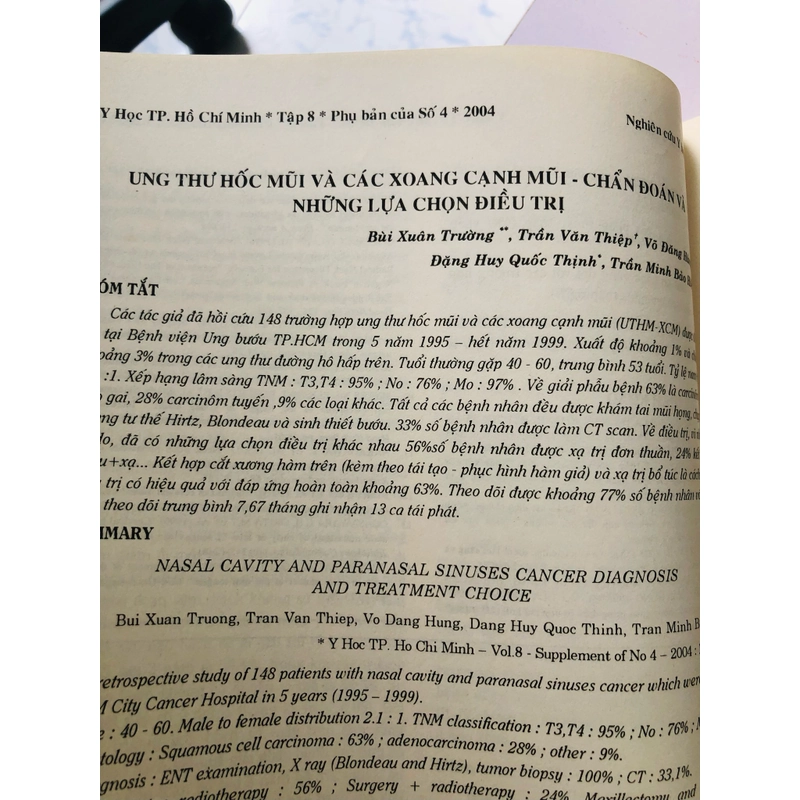 Y Học TP. Hồ Chí Minh * Tập 8 * Phụ bản của Số 4 * 2004
Nghiên cứu Y
UNG THƯ HỐC MŨI VÀ CÁC XOANG CẠNH MŨI - CHẨN ĐOÁN VÀ
NHỮNG LỰA CHỌN ĐIỀU TRỊ
Bùi Xuân Trường **, Trần Văn Thiệp†, Võ Đăng
Đặng Huy Quốc Thịnh*, Trần Minh Bảo
ÓM TẮT
Các tác giả đã hồi cứu 148 trường hợp ung thư hốc mũi và các xoang cạnh mũi (UTHM-XCM)
tại Bệnh viện Ung bướu TP.HCM trong 5 năm 1995 – hết năm 1999. Xuất độ khoảng 1% và
oảng 3% trong các ung thư đường hô hấp trên. Tuổi thường gặp 40 - 60, trung bình 53 tuổi. Tỷ lệ nam
:1. Xếp hạng lâm sàng TNM : T3,T4 : 95% ; No : 76% ; Mo : 97% . Về giải phẫu bệnh 63% là carcinô
gai, 28% carcinôm tuyến ,9% các loại khác. Tất cả các bệnh nhân đều được khám tai mũi họng,
ng tư thế Hirtz, Blondeau và sinh thiết bướu. 33% số bệnh nhân được làm CT scan. Về điều trị,
lo, đã có những lựa chọn điều trị khác nhau 56%số bệnh nhân được xạ trị đơn thuần, 24%
u+xạ... Kết hợp cắt xương hàm trên (kèm theo tái tạo - phục hình hàm giả) và xạ trị bổ túc là cách
trị có hiệu quả với đáp ứng hoàn toàn khoảng 63%. Theo dõi được khoảng 77% số bệnh nhân
theo dõi trung bình 7,67 tháng ghi nhận 13 ca tái phát.
MMARY
NASAL CAVITY AND PARANASAL SINUSES CANCER DIAGNOSIS
AND TREATMENT CHOICE
Bui Xuan Truong, Tran Van Thiep, Vo Dang Hung, Dang Huy Quoc Thinh, Tran Minh B
* Y Hoc TP. Ho Chi Minh – Vol.8 - Supplement of No 4 – 2004 :
retrospective study of 148 patients with nasal cavity and paranasal sinuses cancer which were
M City Cancer Hospital in 5 years (1995 – 1999).
e : 40 - 60. Male to female distribution 2.1 : 1. TNM classification : T3,T4 : 95% ; No : 76% ;
tology : Squamous cell carcinoma : 63% ; adenocarcinoma : 28% ; other : 9%.
agnosis : ENT examination, X ray (Blondeau and Hirtz), tumor biopsy : 100% ; CT : 33,1%.
radiotherapy : 56% ; Surgery + radiotherapy : 24%. Maxillectomy and